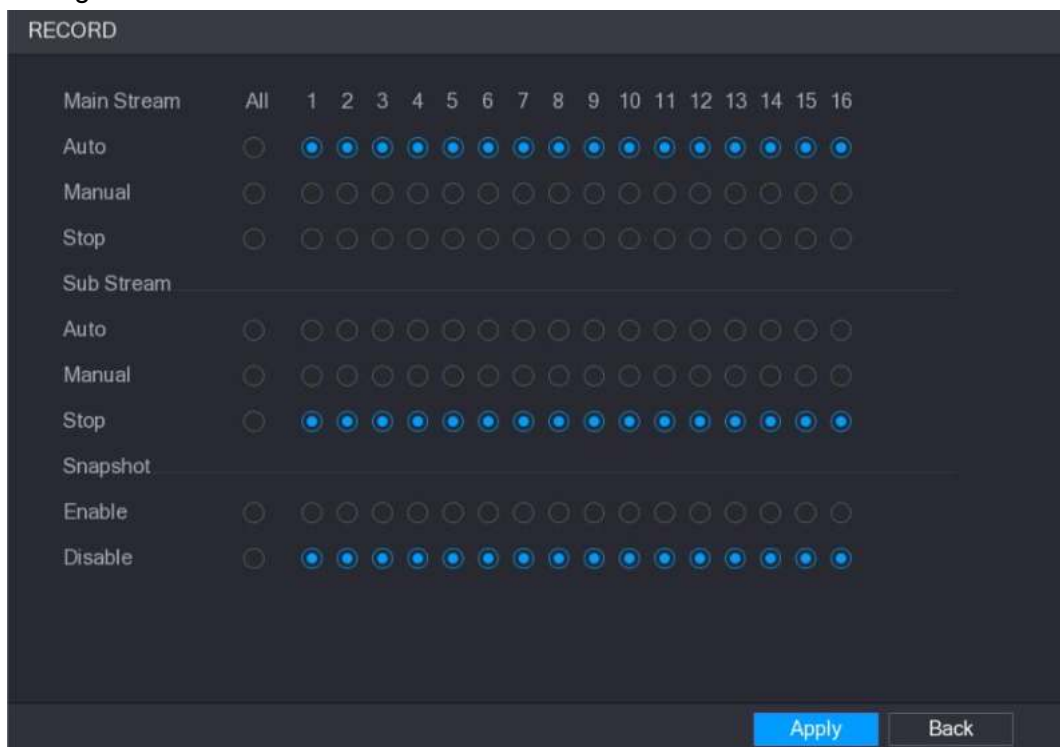 RECORD
Main Stream All 1 2 3 4 5 6 7 8 9 10 11 12 13 14 15 16
Auto
Manual
Stop
Sub Stream
Auto
Manual
Stop
Snapshot
Enable
Disable
Apply Back